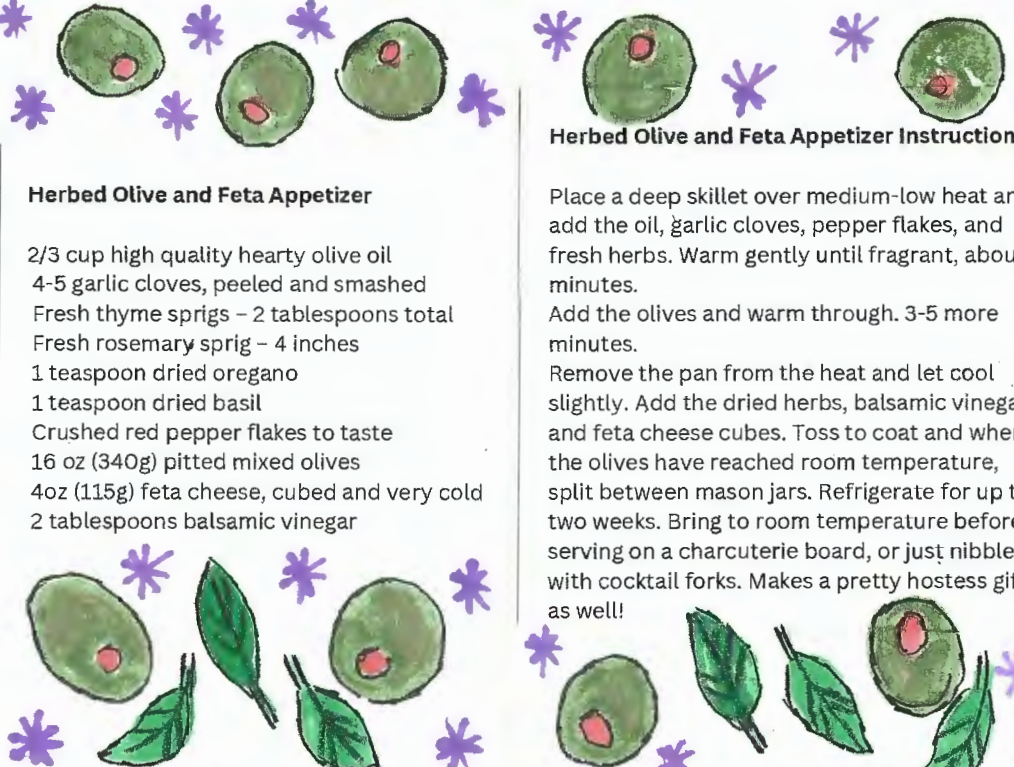 Herbed Olive and Feta Appetizer
2/3 cup high quality hearty olive oil
4-5 garlic cloves, peeled and smashed
Fresh thyme sprigs – 2 tablespoons total
Fresh rosemary sprig – 4 inches
1 teaspoon dried oregano
1 teaspoon dried basil
Crushed red pepper flakes to taste
16 oz (340g) pitted mixed olives
4oz (115g) feta cheese, cubed and very cold
2 tablespoons balsamic vinegar
Herbed Olive and Feta Appetizer Instruction
Place a deep skillet over medium-low heat
add the oil, garlic cloves, pepper flakes, and
fresh herbs. Warm gently until fragrant,
minutes.
Add the olives and warm through. 3-5 more
minutes.
Remove the pan from the heat and let cool
slightly. Add the dried herbs, balsamic
and feta cheese cubes. Toss to coat and
the olives have reached room temperature,
split between mason jars. Refrigerate for up
two weeks. Bring to room temperature before
serving on a charcuterie board, or just nibble
with cocktail forks. Makes a pretty hostess
as well!